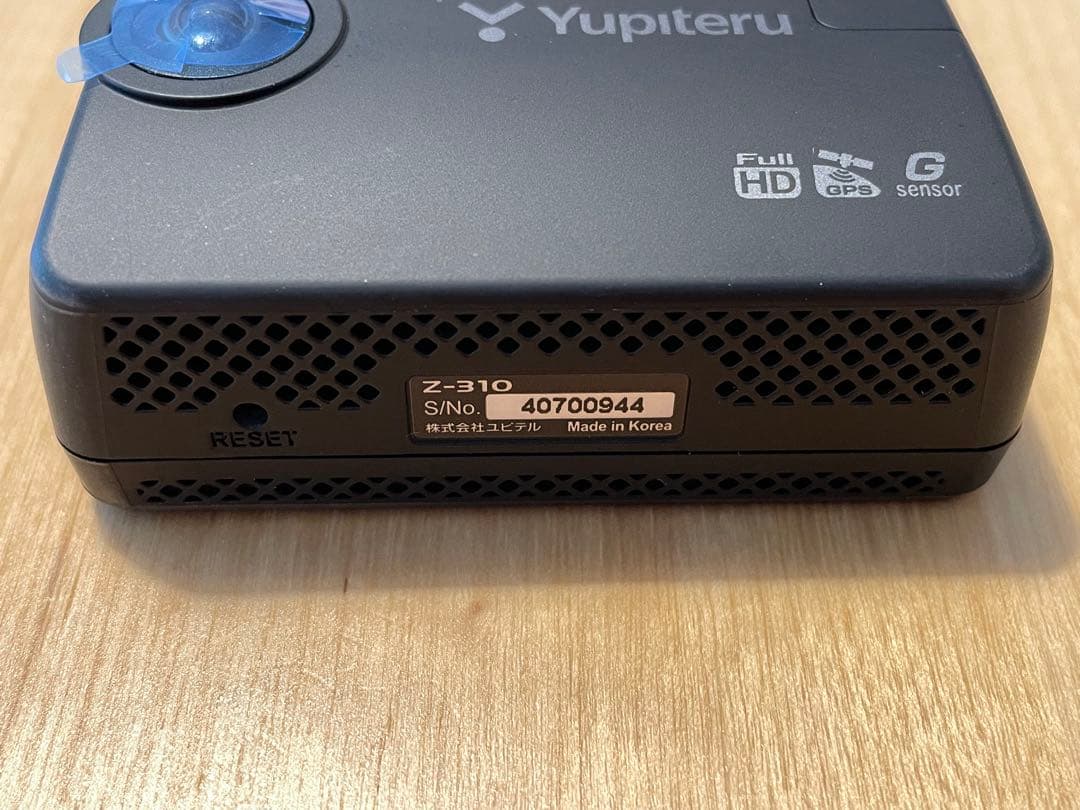 Yupiteru
Full
HD
GPS
G
sensor
Z-310
S/No. 40700944
株式会社ユピテル Made in Korea
RESET